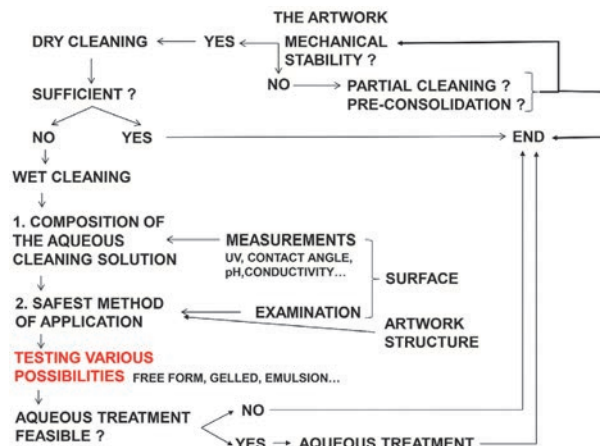 THE ARTWORK
DRY CLEANING
YES
MECHANICAL
STABILITY ?
NO
PARTIAL CLEANING ?
PRE-CONSOLIDATION ?
SUFFICIENT ?
NO
YES
END
WET CLEANING
1. COMPOSITION OF
THE AQUEOUS
CLEANING SOLUTION
MEASUREMENTS
UV, CONTACT ANGLE,
pH,CONDUCTIVITY...
SURFACE
2. SAFEST METHOD
OF APPLICATION
EXAMINATION
ARTWORK
STRUCTURE
TESTING VARIOUS
POSSIBILITIES
FREE FORM, GELLED, EMULSION...
AQUEOUS TREATMENT
FEASIBLE ?
NO
YES
AQUEOUS TREATMENT